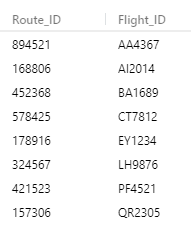 Route_ID Flight_ID
894521 AA4367
168806 AI2014
452368 BA1689
578425 CT7812
178916 EY1234
324567 LH9876
421523 PF4521
157306 QR2305